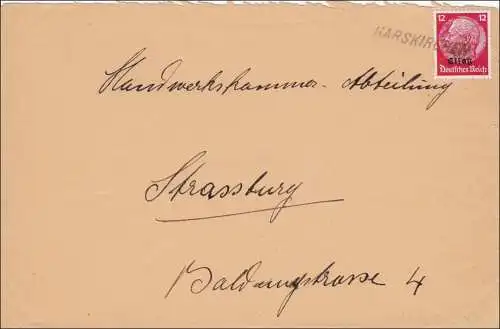 HARSKIRCHEN
12 12
Elsaß
Deutsches Reich
Handwerkskammer-Abteilung
Strassburg
Baldungstrasse 4